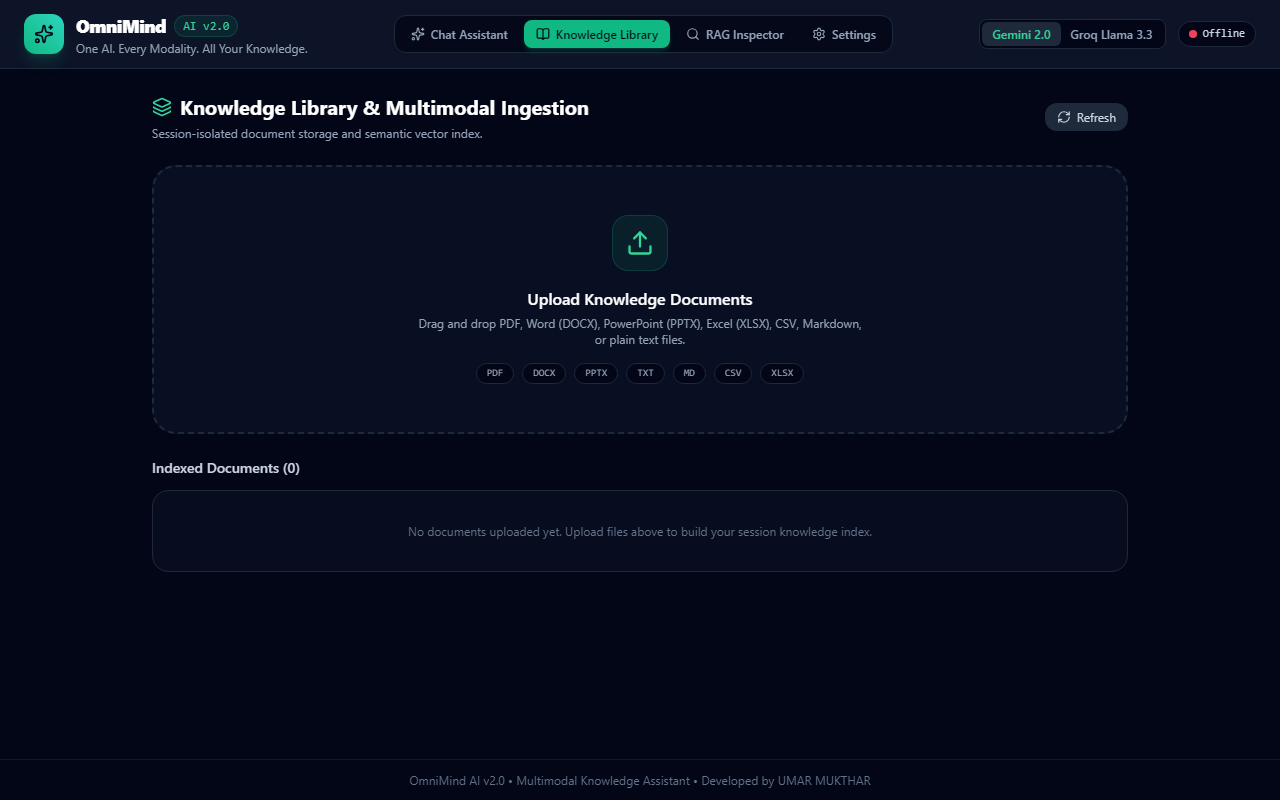 OmniMind AI v2.0
One AI. Every Modality. All Your Knowledge.
Chat Assistant Knowledge Library RAG Inspector Settings
Gemini 2.0 Groq Llama 3.3
Offline
Knowledge Library & Multimodal Ingestion
Session-isolated document storage and semantic vector index.
Refresh
Upload Knowledge Documents
Drag and drop PDF, Word (DOCX), PowerPoint (PPTX), Excel (XLSX), CSV, Markdown,
or plain text files.
PDF DOCX PPTX TXT MD CSV XLSX
Indexed Documents (0)
No documents uploaded yet. Upload files above to build your session knowledge index.
OmniMind AI v2.0 • Multimodal Knowledge Assistant • Developed by UMAR MUKTHAR